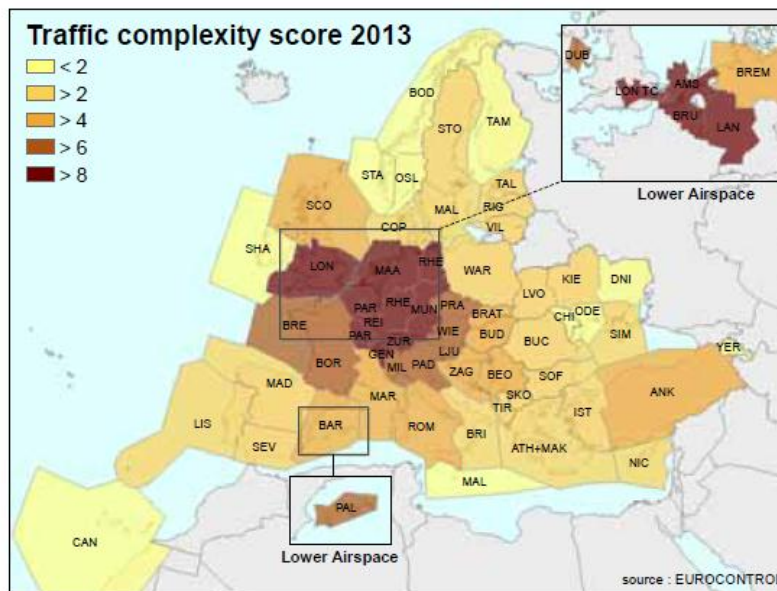 Traffic complexity score 2013
< 2
> 2
> 4
> 6
> 8
DUB
LON TC
AMS
BREM
BRU
LAN
Lower Airspace
BOD
STO
TAM
STA
OSL
SCO
TAL
MAL
RIG
COP
VIL
SHA
LON
MAA
RHE
WAR
KIE
DNI
LVO
PAR
RHE
MUN
PRA
BRE
REI
BRAT
CHI
ODE
PAR
WIE
BUD
BUC
SIM
ZUR
YER
BOR
GEN
LJU
MIL
PAD
ZAG
BEO
SOF
MAD
MAR
SKO
ANK
TIR
IST
LIS
BAR
ROM
BRI
SEV
ATH+MAK
NIC
MAL
CAN
PAL
Lower Airspace
source : EUROCONTROL